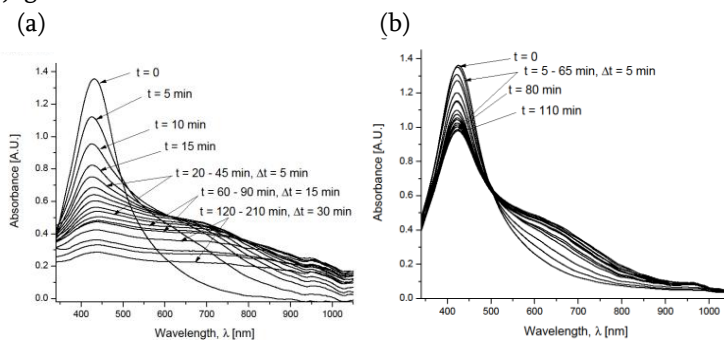 (a)
(b)
1.4
1.2
1.0
0.8
0.6
0.4
0.2
0.0
Absorbance [A.U.]
t = 0
t = 5 min
t = 10 min
t = 15 min
t = 20 - 45 min, Δt = 5 min
t = 60 - 90 min, Δt = 15 min
t = 120 - 210 min, Δt = 30 min
400 500 600 700 800 900 1000
Wavelength, λ [nm]
1.4
1.2
1.0
0.8
0.6
0.4
0.2
0.0
Absorbance [A.U.]
t = 0
t = 5 - 65 min, Δt = 5 min
t = 80 min
t = 110 min
400 500 600 700 800 900 1000
Wavelength, λ [nm]